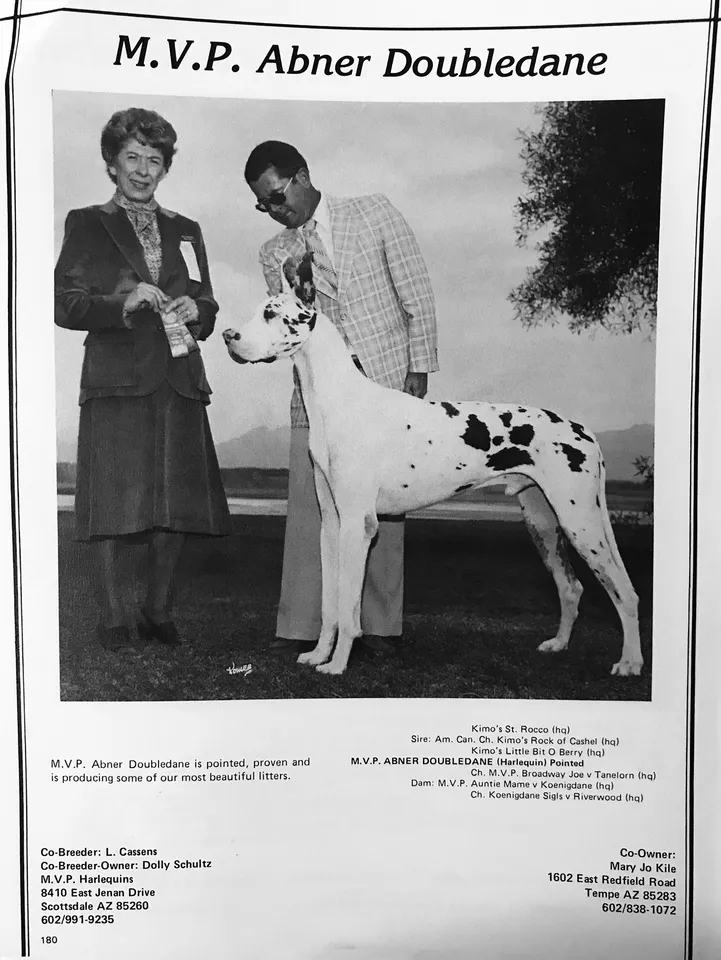 M.V.P. Abner Doubledane
M.V.P. Abner Doubledane is pointed, proven and
is producing some of our most beautiful litters.
Kimo's St. Rocco (hq)
Sire: Am. Can. Ch. Kimo's Rock of Cashel (hq)
Kimo's Little Bit O Berry (hq)
M.V.P. ABNER DOUBLEDANE (Harlequin) Pointed
Ch. M.V.P. Broadway Joe v Tanelorn (hq)
Dam: M.V.P. Auntie Mame v Koenigdane (hq)
Ch. Koenigdane Sigls v Riverwood (hq)
Co-Breeder: L. Cassens
Co-Breeder-Owner: Dolly Schultz
M.V.P. Harlequins
8410 East Jenan Drive
Scottsdale AZ 85260
602/991-9235
Co-Owner:
Mary Jo Kile
1602 East Redfield Road
Tempe AZ 85283
602/838-1072
180